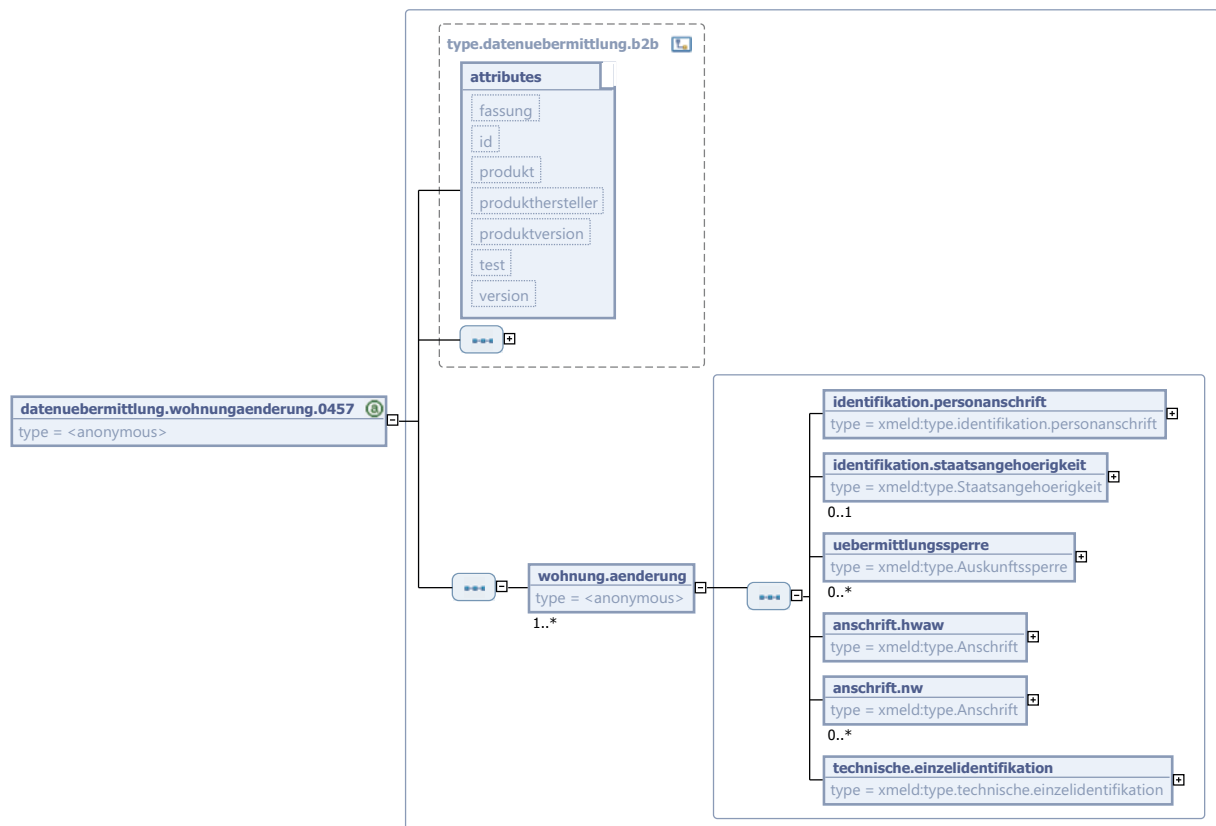 type.datenuebermittlung.b2b
attributes
fassung
id
produkt
produkthersteller
produktversion
test
version
datenuebermittlung.wohnungaenderung.0457
a
type = <anonymous>
wohnung.aenderung
type = <anonymous>
1..*
identifikation.personanschrift
type = xmeld:type.identifikation.personanschrift
identifikation.staatsangehoerigkeit
type = xmeld:type.Staatsangehoerigkeit
0..1
uebermittlungssperre
type = xmeld:type.Auskunftssperre
0..*
anschrift.hwaw
type = xmeld:type.Anschrift
anschrift.nw
type = xmeld:type.Anschrift
0..*
technische.einzelidentifikation
type = xmeld:type.technische.einzelidentifikation